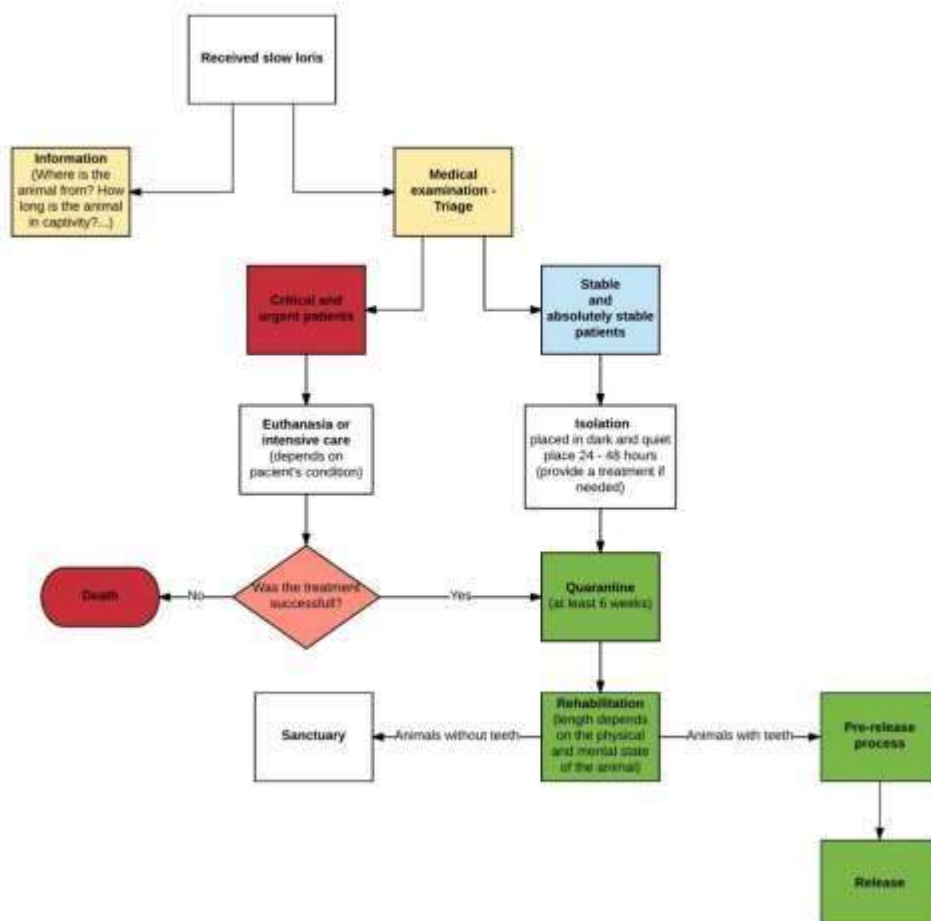 Received slow loris
Information
(Where is the
animal from? How
long is the animal
in captivity?...)
Medical
examination -
Triage
Critical and
urgent patients
Stable
and
absolutely stable
patients
Euthanasia or
intensive care
(depends on
pacient's condition)
Isolation
placed in dark and quiet
place 24 - 48 hours
(provide a treatment if
needed)
Death
No
Was the treatment
successfull?
Yes
Quarantine
(at least 6 weeks)
Sanctuary
Animals without teeth
Rehabilitation
(length depends
on the physical
and mental state
of the animal)
Animals with teeth
Pre-release
process
Release